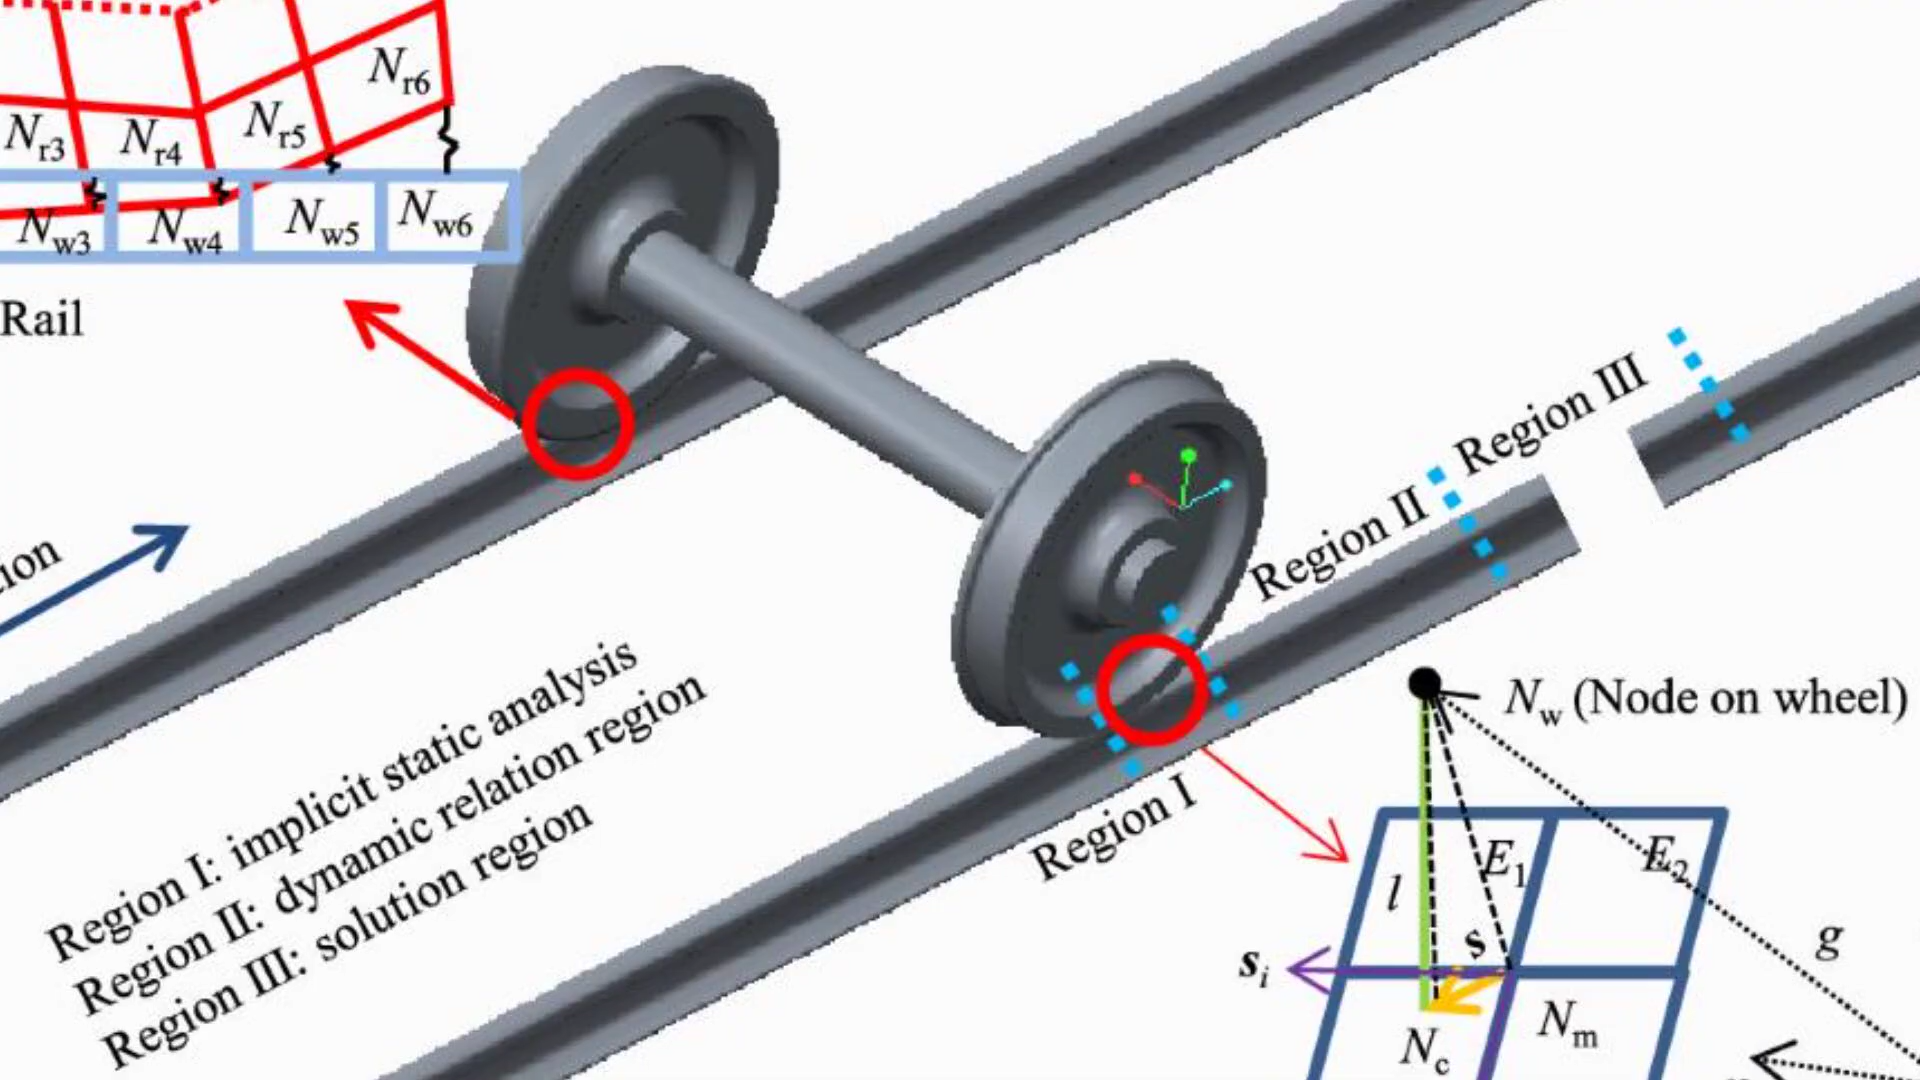 N_r6
N_r3
N_r4
N_r5
N_w3
N_w4
N_w5
N_w6
Rail
Region III
Region II
Region I
Region I: implicit static analysis
Region II: dynamic relation region
Region III: solution region
N_w (Node on wheel)
E_1
E_2
l
s
g
s_i
N_c
N_m